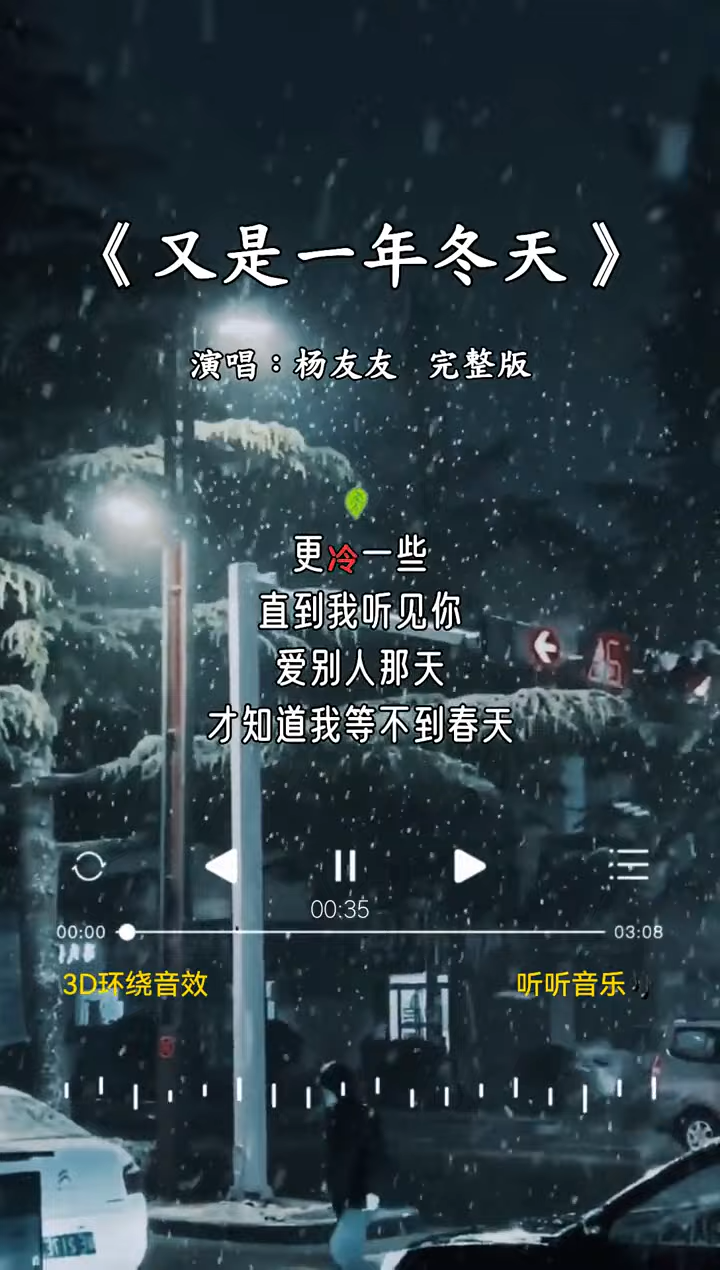 《又是一年冬天》
演唱：杨友友 完整版
更冷一些
直到我听见你
爱别人那天
才知道我等不到春天
00:35
00:00 03:08
3D环绕音效 听听音乐